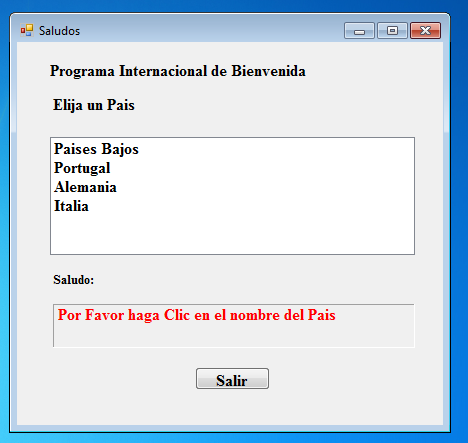 Saludos
Programa Internacional de Bienvenida
Elija un Pais
Paises Bajos
Portugal
Alemania
Italia
Saludo:
Por Favor haga Clic en el nombre del Pais
Salir